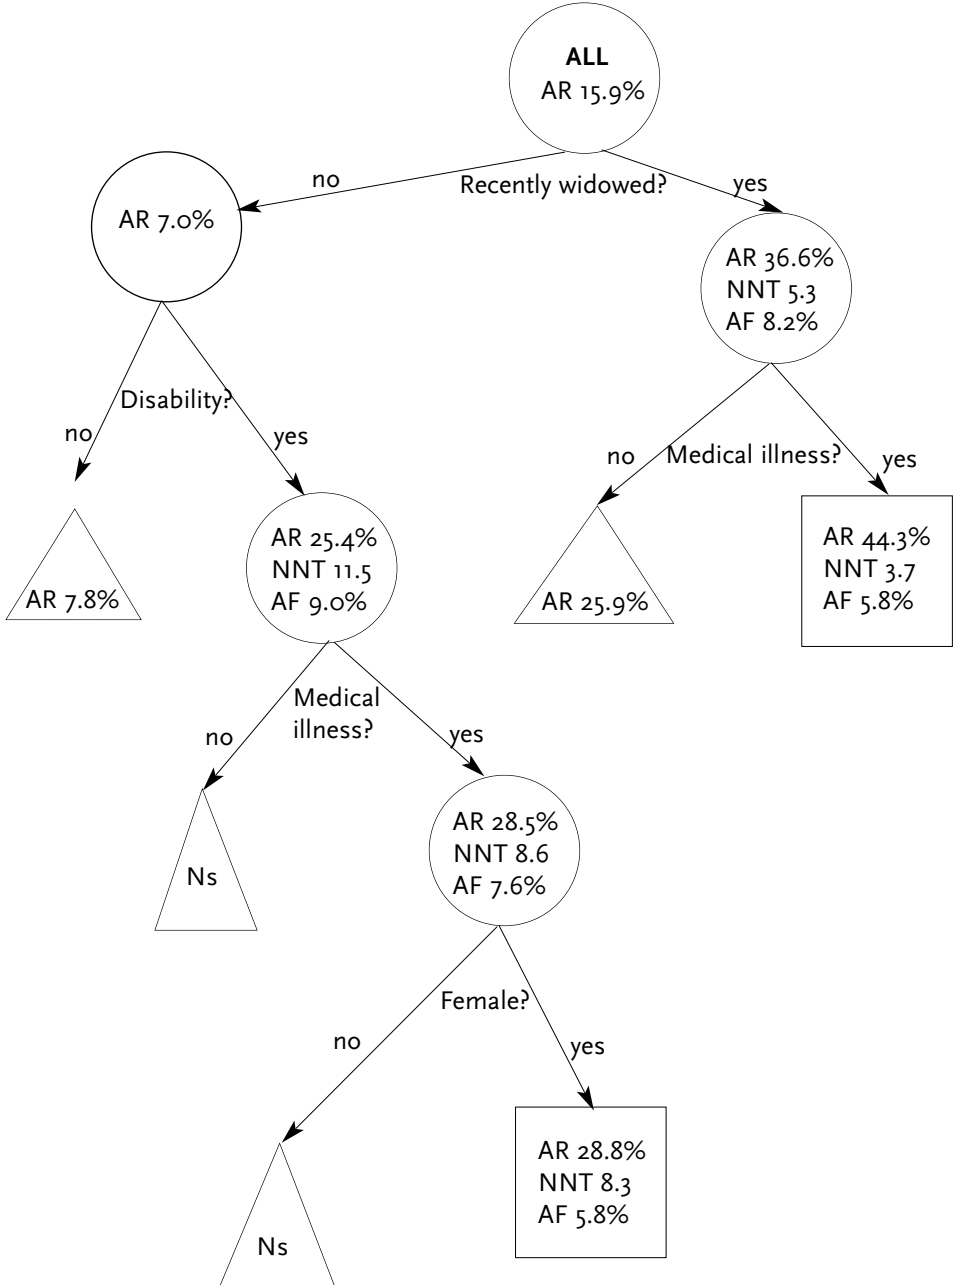 ALL
AR 15.9%
no
Recently widowed?
yes
AR 7.0%
AR 36.6%
NNT 5.3
AF 8.2%
Disability?
no
yes
no
Medical illness?
yes
AR 7.8%
AR 25.4%
NNT 11.5
AF 9.0%
AR 25.9%
AR 44.3%
NNT 3.7
AF 5.8%
Medical
illness?
no
yes
Ns
AR 28.5%
NNT 8.6
AF 7.6%
Female?
no
yes
Ns
AR 28.8%
NNT 8.3
AF 5.8%